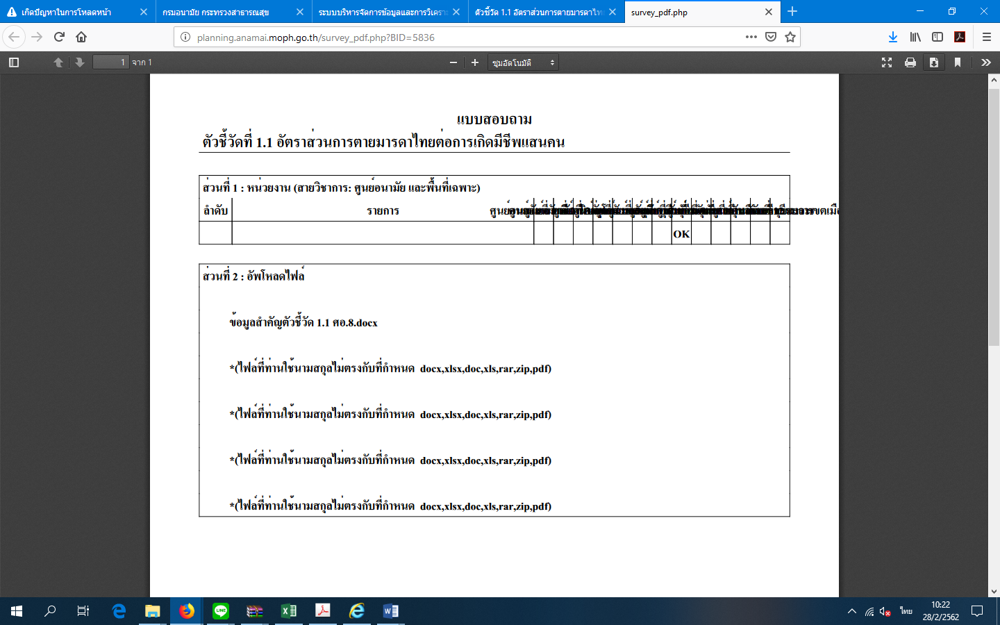 เกิดปัญหาในการโหลดหน้า
กรมอนามัย กระทรวงสาธารณสุข
ระบบบริหารจัดการข้อมูลและการวิเครา
ตัวชี้วัด 1.1 อัตราส่วนการตายมารดาไท
survey_pdf.php
planning.anamai.moph.go.th/survey_pdf.php?BID=5836
1 จาก 1
ซูมอัตโนมัติ
แบบสอบถาม
ตัวชี้วัดที่ 1.1 อัตราส่วนการตายมารดาไทยต่อการเกิดมีชีพแสนคน
ส่วนที่ 1 : หน่วยงาน (สายวิชาการ: ศูนย์อนามัย และพื้นที่เฉพาะ)
ลำดับ รายการ
OK
ส่วนที่ 2 : อัพโหลดไฟล์
ข้อมูลสำคัญตัวชี้วัด 1.1 ศอ.8.docx
*(ไฟล์ที่ท่านใช้นามสกุลไม่ตรงกับที่กำหนด docx,xlsx,doc,xls,rar,zip,pdf)
*(ไฟล์ที่ท่านใช้นามสกุลไม่ตรงกับที่กำหนด docx,xlsx,doc,xls,rar,zip,pdf)
*(ไฟล์ที่ท่านใช้นามสกุลไม่ตรงกับที่กำหนด docx,xlsx,doc,xls,rar,zip,pdf)
*(ไฟล์ที่ท่านใช้นามสกุลไม่ตรงกับที่กำหนด docx,xlsx,doc,xls,rar,zip,pdf)
LINE
ไทย
10:22
28/2/2562